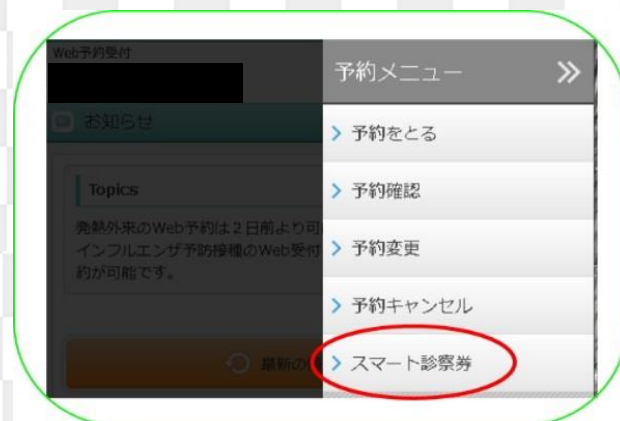 Web予約受付
予約メニュー
お知らせ
予約をとる
Topics
予約確認
発熱外来のWeb予約は2日前より可
インフルエンザ予防接種のWeb受付
約が可能です。
予約変更
予約キャンセル
最新の
スマート診察券